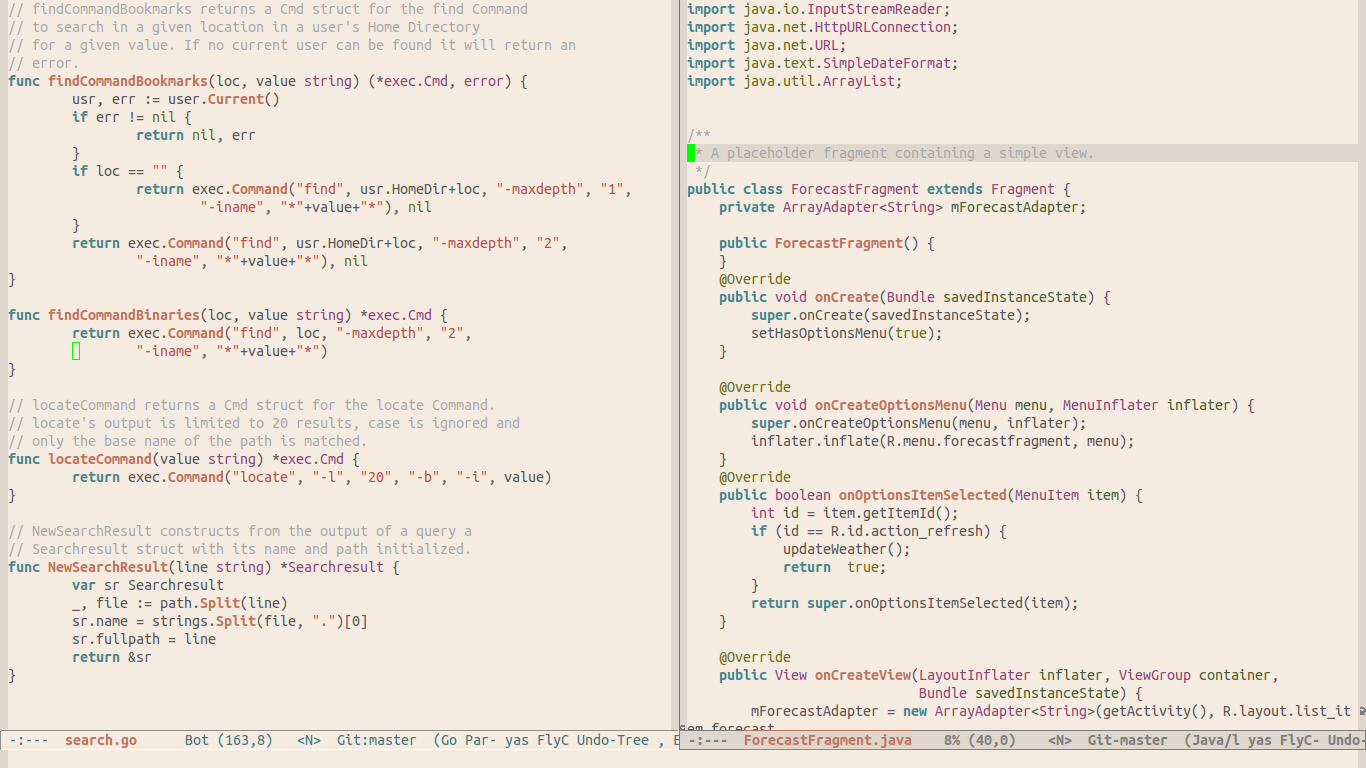 // findCommandBookmarks returns a Cmd struct for the find Command
// to search in a given location in a user's Home Directory
// for a given value. If no current user can be found it will return an
// error.
func findCommandBookmarks(loc, value string) (*exec.Cmd, error) {
        usr, err := user.Current()
        if err != nil {
                return nil, err
        }
        if loc == "" {
                return exec.Command("find", usr.HomeDir+loc, "-maxdepth", "1",
                        "-iname", "*"+value+"*"), nil
        }
        return exec.Command("find", usr.HomeDir+loc, "-maxdepth", "2",
                "-iname", "*"+value+"*"), nil
}

func findCommandBinaries(loc, value string) *exec.Cmd {
        return exec.Command("find", loc, "-maxdepth", "2",
                "-iname", "*"+value+"*")
}

// locateCommand returns a Cmd struct for the locate Command.
// locate's output is limited to 20 results, case is ignored and
// only the base name of the path is matched.
func locateCommand(value string) *exec.Cmd {
        return exec.Command("locate", "-l", "20", "-b", "-i", value)
}

// NewSearchResult constructs from the output of a query a
// Searchresult struct with its name and path initialized.
func NewSearchResult(line string) *Searchresult {
        var sr Searchresult
        _, file := path.Split(line)
        sr.name = strings.Split(file, ".")[0]
        sr.fullpath = line
        return &sr
}
-:---  search.go      Bot (163,8)   <N>  Git:master  (Go Par- yas FlyC Undo-Tree , E
import java.io.InputStreamReader;
import java.net.HttpURLConnection;
import java.net.URL;
import java.text.SimpleDateFormat;
import java.util.ArrayList;


/**
 * A placeholder fragment containing a simple view.
 */
public class ForecastFragment extends Fragment {
    private ArrayAdapter<String> mForecastAdapter;

    public ForecastFragment() {
    }
    @Override
    public void onCreate(Bundle savedInstanceState) {
        super.onCreate(savedInstanceState);
        setHasOptionsMenu(true);
    }

    @Override
    public void onCreateOptionsMenu(Menu menu, MenuInflater inflater) {
        super.onCreateOptionsMenu(menu, inflater);
        inflater.inflate(R.menu.forecastfragment, menu);
    }
    @Override
    public boolean onOptionsItemSelected(MenuItem item) {
        int id = item.getItemId();
        if (id == R.id.action_refresh) {
            updateWeather();
            return  true;
        }
        return super.onOptionsItemSelected(item);
    }

    @Override
    public View onCreateView(LayoutInflater inflater, ViewGroup container,
                             Bundle savedInstanceState) {
        mForecastAdapter = new ArrayAdapter<String>(getActivity(), R.layout.list_it
em_forecast
-:---  ForecastFragment.java    8% (40,0)    <N>  Git-master  (Java/l yas FlyC- Undo-